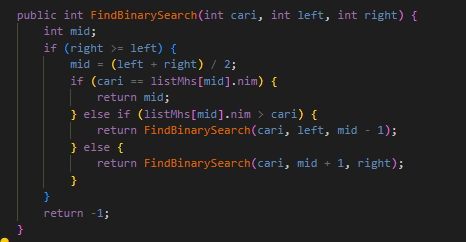 public int FindBinarySearch(int cari, int left, int right) {
    int mid;
    if (right >= left) {
        mid = (left + right) / 2;
        if (cari == listMhs[mid].nim) {
            return mid;
        } else if (listMhs[mid].nim > cari) {
            return FindBinarySearch(cari, left, mid - 1);
        } else {
            return FindBinarySearch(cari, mid + 1, right);
        }
    }
    return -1;
}